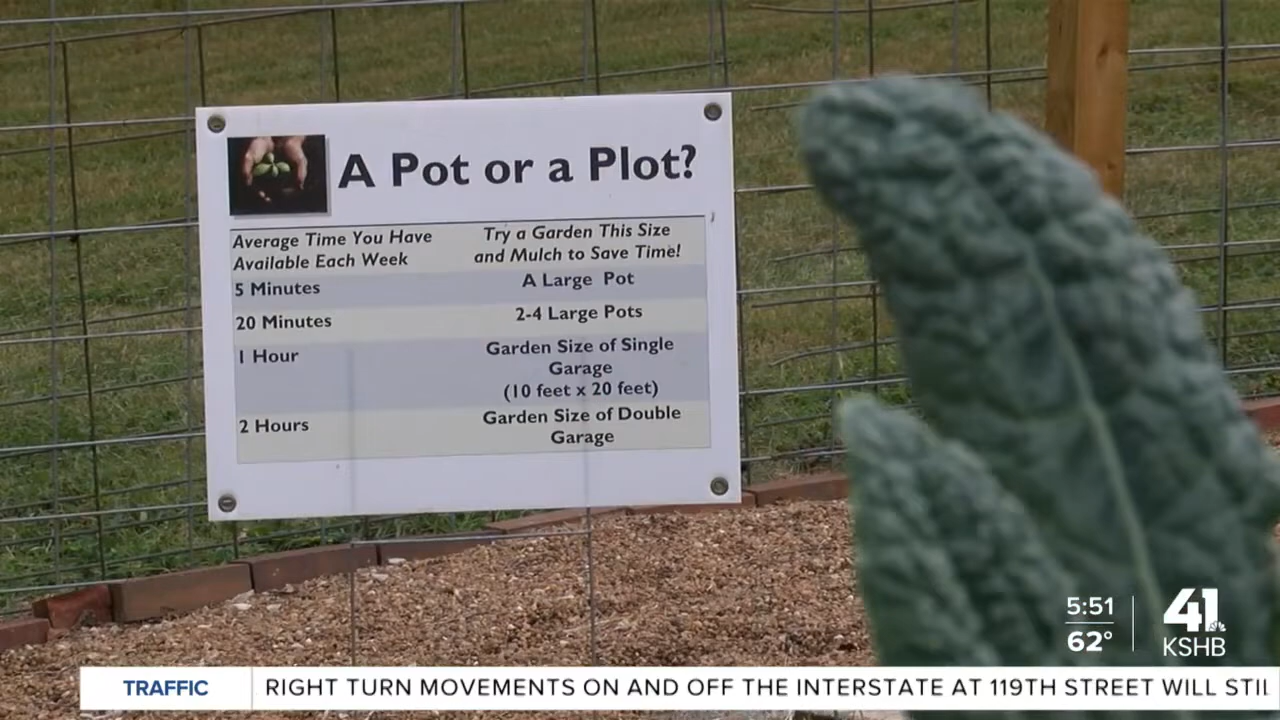 A Pot or a Plot?
Average Time You Have
Available Each Week
Try a Garden This Size
and Mulch to Save Time!
5 Minutes
A Large Pot
20 Minutes
2-4 Large Pots
1 Hour
Garden Size of Single
Garage
(10 feet x 20 feet)
2 Hours
Garden Size of Double
Garage
5:51
62°
41
KSHB
TRAFFIC
RIGHT TURN MOVEMENTS ON AND OFF THE INTERSTATE AT 119TH STREET WILL STIL